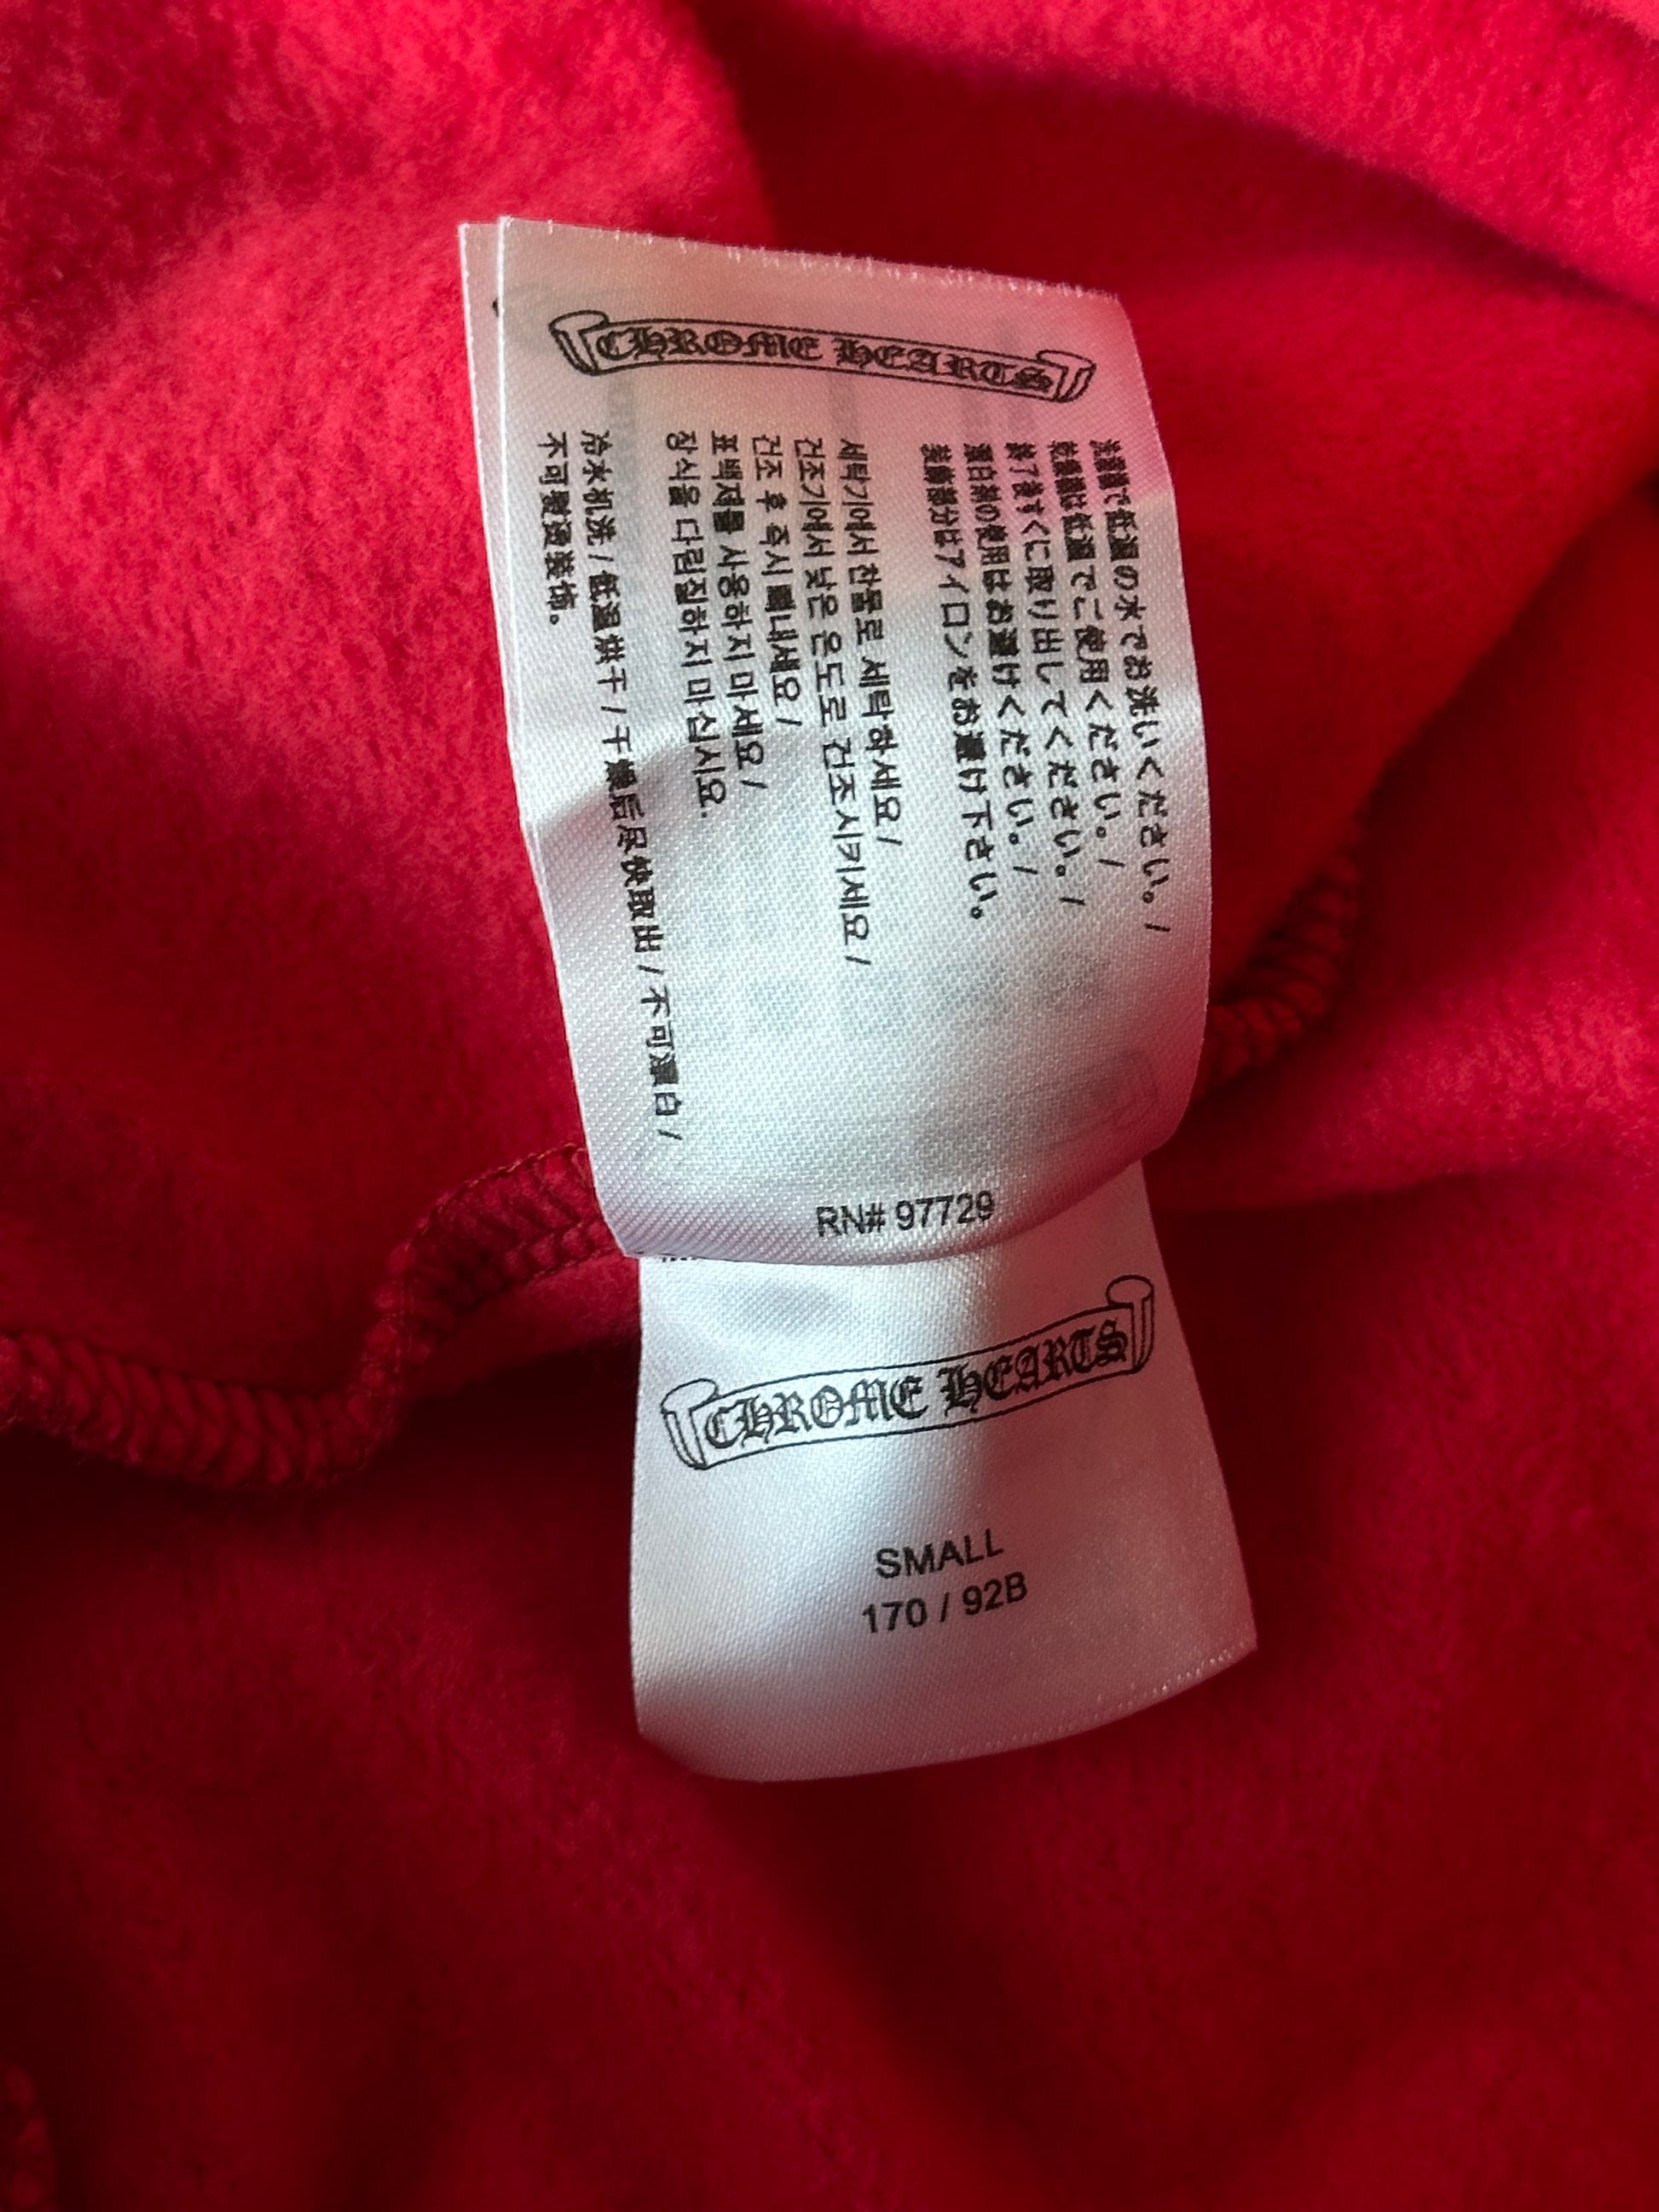 CHROME HEARTS
洗濯機で低温の水でお洗いください。/
乾燥機は低温でご使用ください。/
終了後すぐに取り出してください。/
蛋白剤の使用はお避けください。/
装飾部分はアイロンをお避け下さい。
세탁기에서 찬물로 세탁하세요 /
건조기에서 낮은 온도로 건조시키세요 /
건조 후 즉시 빼내세요 /
표백제를 사용하지 마세요 /
장식을 다림질하지 마십시요.
冷水机洗 / 低温烘干 / 干燥后尽快取出 / 不可漂白 /
不可熨烫装饰。
RN# 97729
CHROME HEARTS
SMALL
170 / 92B